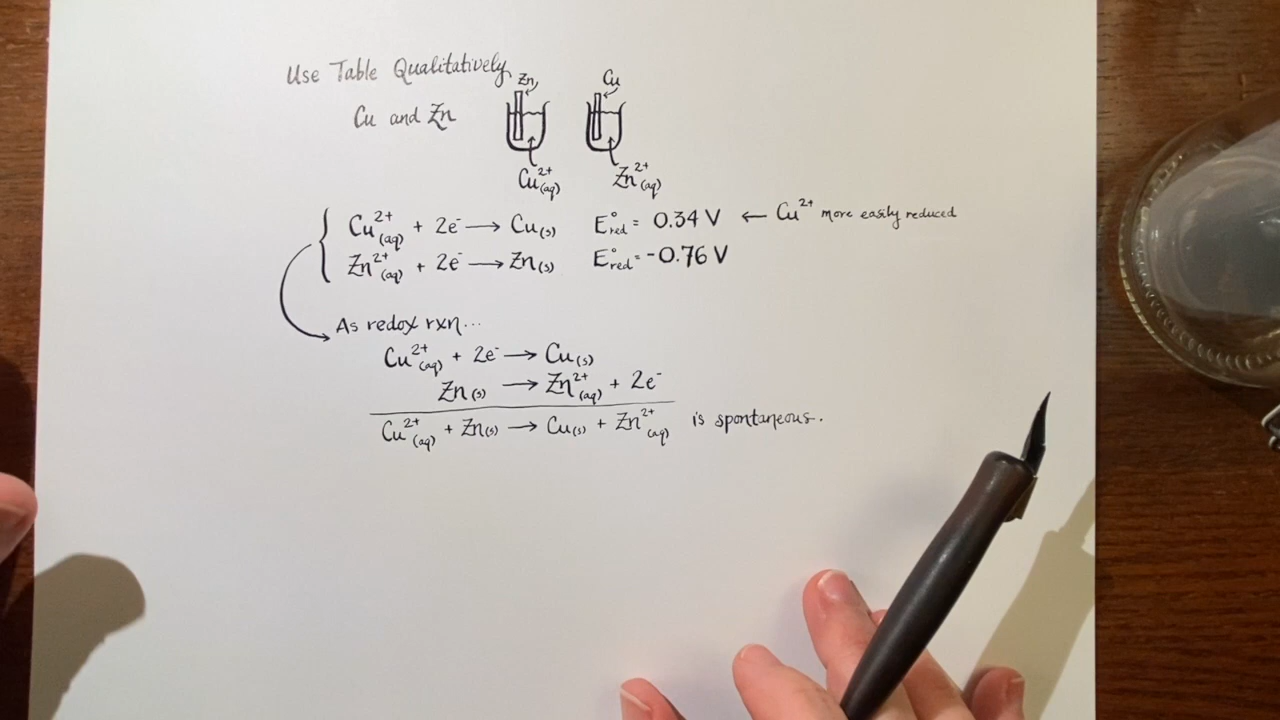 Use Table Qualitatively
Zn Cu
Cu and Zn
Cu²⁺(aq) Zn²⁺(aq)
Cu²⁺(aq) + 2e⁻ → Cu(s) E°red = 0.34 V ← Cu²⁺ more easily reduced
Zn²⁺(aq) + 2e⁻ → Zn(s) E°red = -0.76 V
As redox rxn...
Cu²⁺(aq) + 2e⁻ → Cu(s)
Zn(s) → Zn²⁺(aq) + 2e⁻
Cu²⁺(aq) + Zn(s) → Cu(s) + Zn²⁺(aq) is spontaneous.